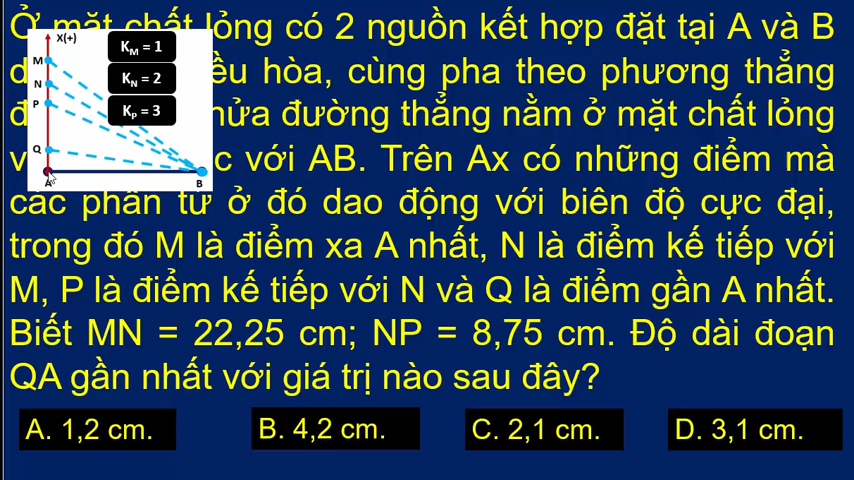 Ở mặt chất lỏng có 2 nguồn kết hợp đặt tại A và B
ều hòa, cùng pha theo phương thẳng
nửa đường thẳng nằm ở mặt chất lỏng
với AB. Trên Ax có những điểm mà
các phần tử ở đó dao động với biên độ cực đại,
trong đó M là điểm xa A nhất, N là điểm kế tiếp với
M, P là điểm kế tiếp với N và Q là điểm gần A nhất.
Biết MN = 22,25 cm; NP = 8,75 cm. Độ dài đoạn
QA gần nhất với giá trị nào sau đây?
X(+)
K_M = 1
M
K_N = 2
N
P
K_P = 3
Q
A
B
A. 1,2 cm.
B. 4,2 cm.
C. 2,1 cm.
D. 3,1 cm.